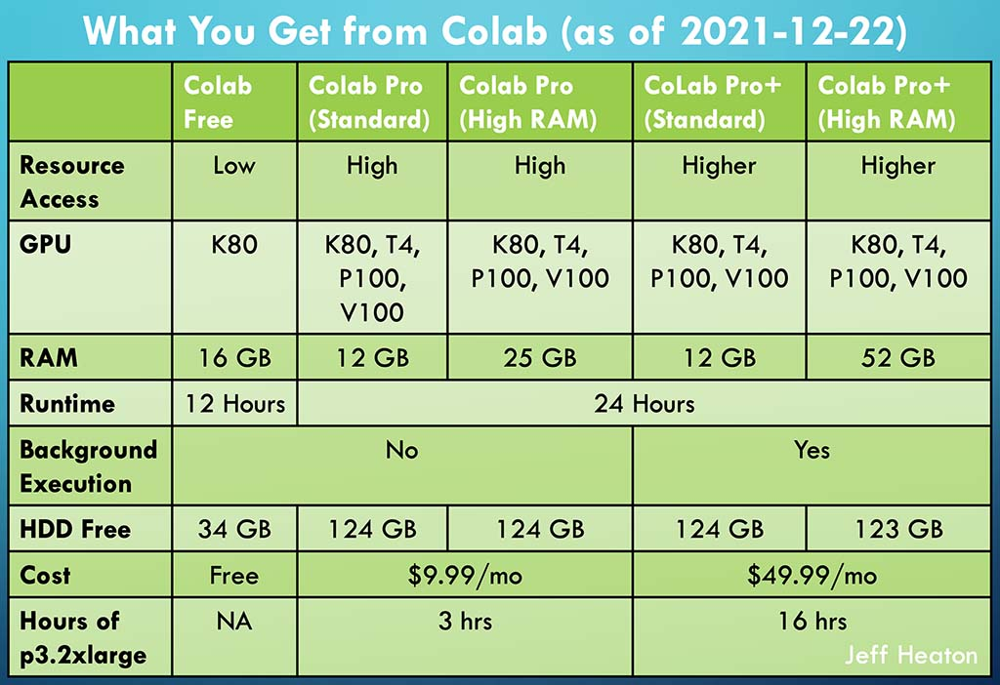 What You Get from Colab (as of 2021-12-22)
Colab Free
Colab Pro (Standard)
Colab Pro (High RAM)
CoLab Pro+ (Standard)
Colab Pro+ (High RAM)
Resource Access
Low
High
High
Higher
Higher
GPU
K80
K80, T4, P100, V100
K80, T4, P100, V100
K80, T4, P100, V100
K80, T4, P100, V100
RAM
16 GB
12 GB
25 GB
12 GB
52 GB
Runtime
12 Hours
24 Hours
Background Execution
No
Yes
HDD Free
34 GB
124 GB
124 GB
124 GB
123 GB
Cost
Free
$9.99/mo
$49.99/mo
Hours of p3.2xlarge
NA
3 hrs
16 hrs
Jeff Heaton